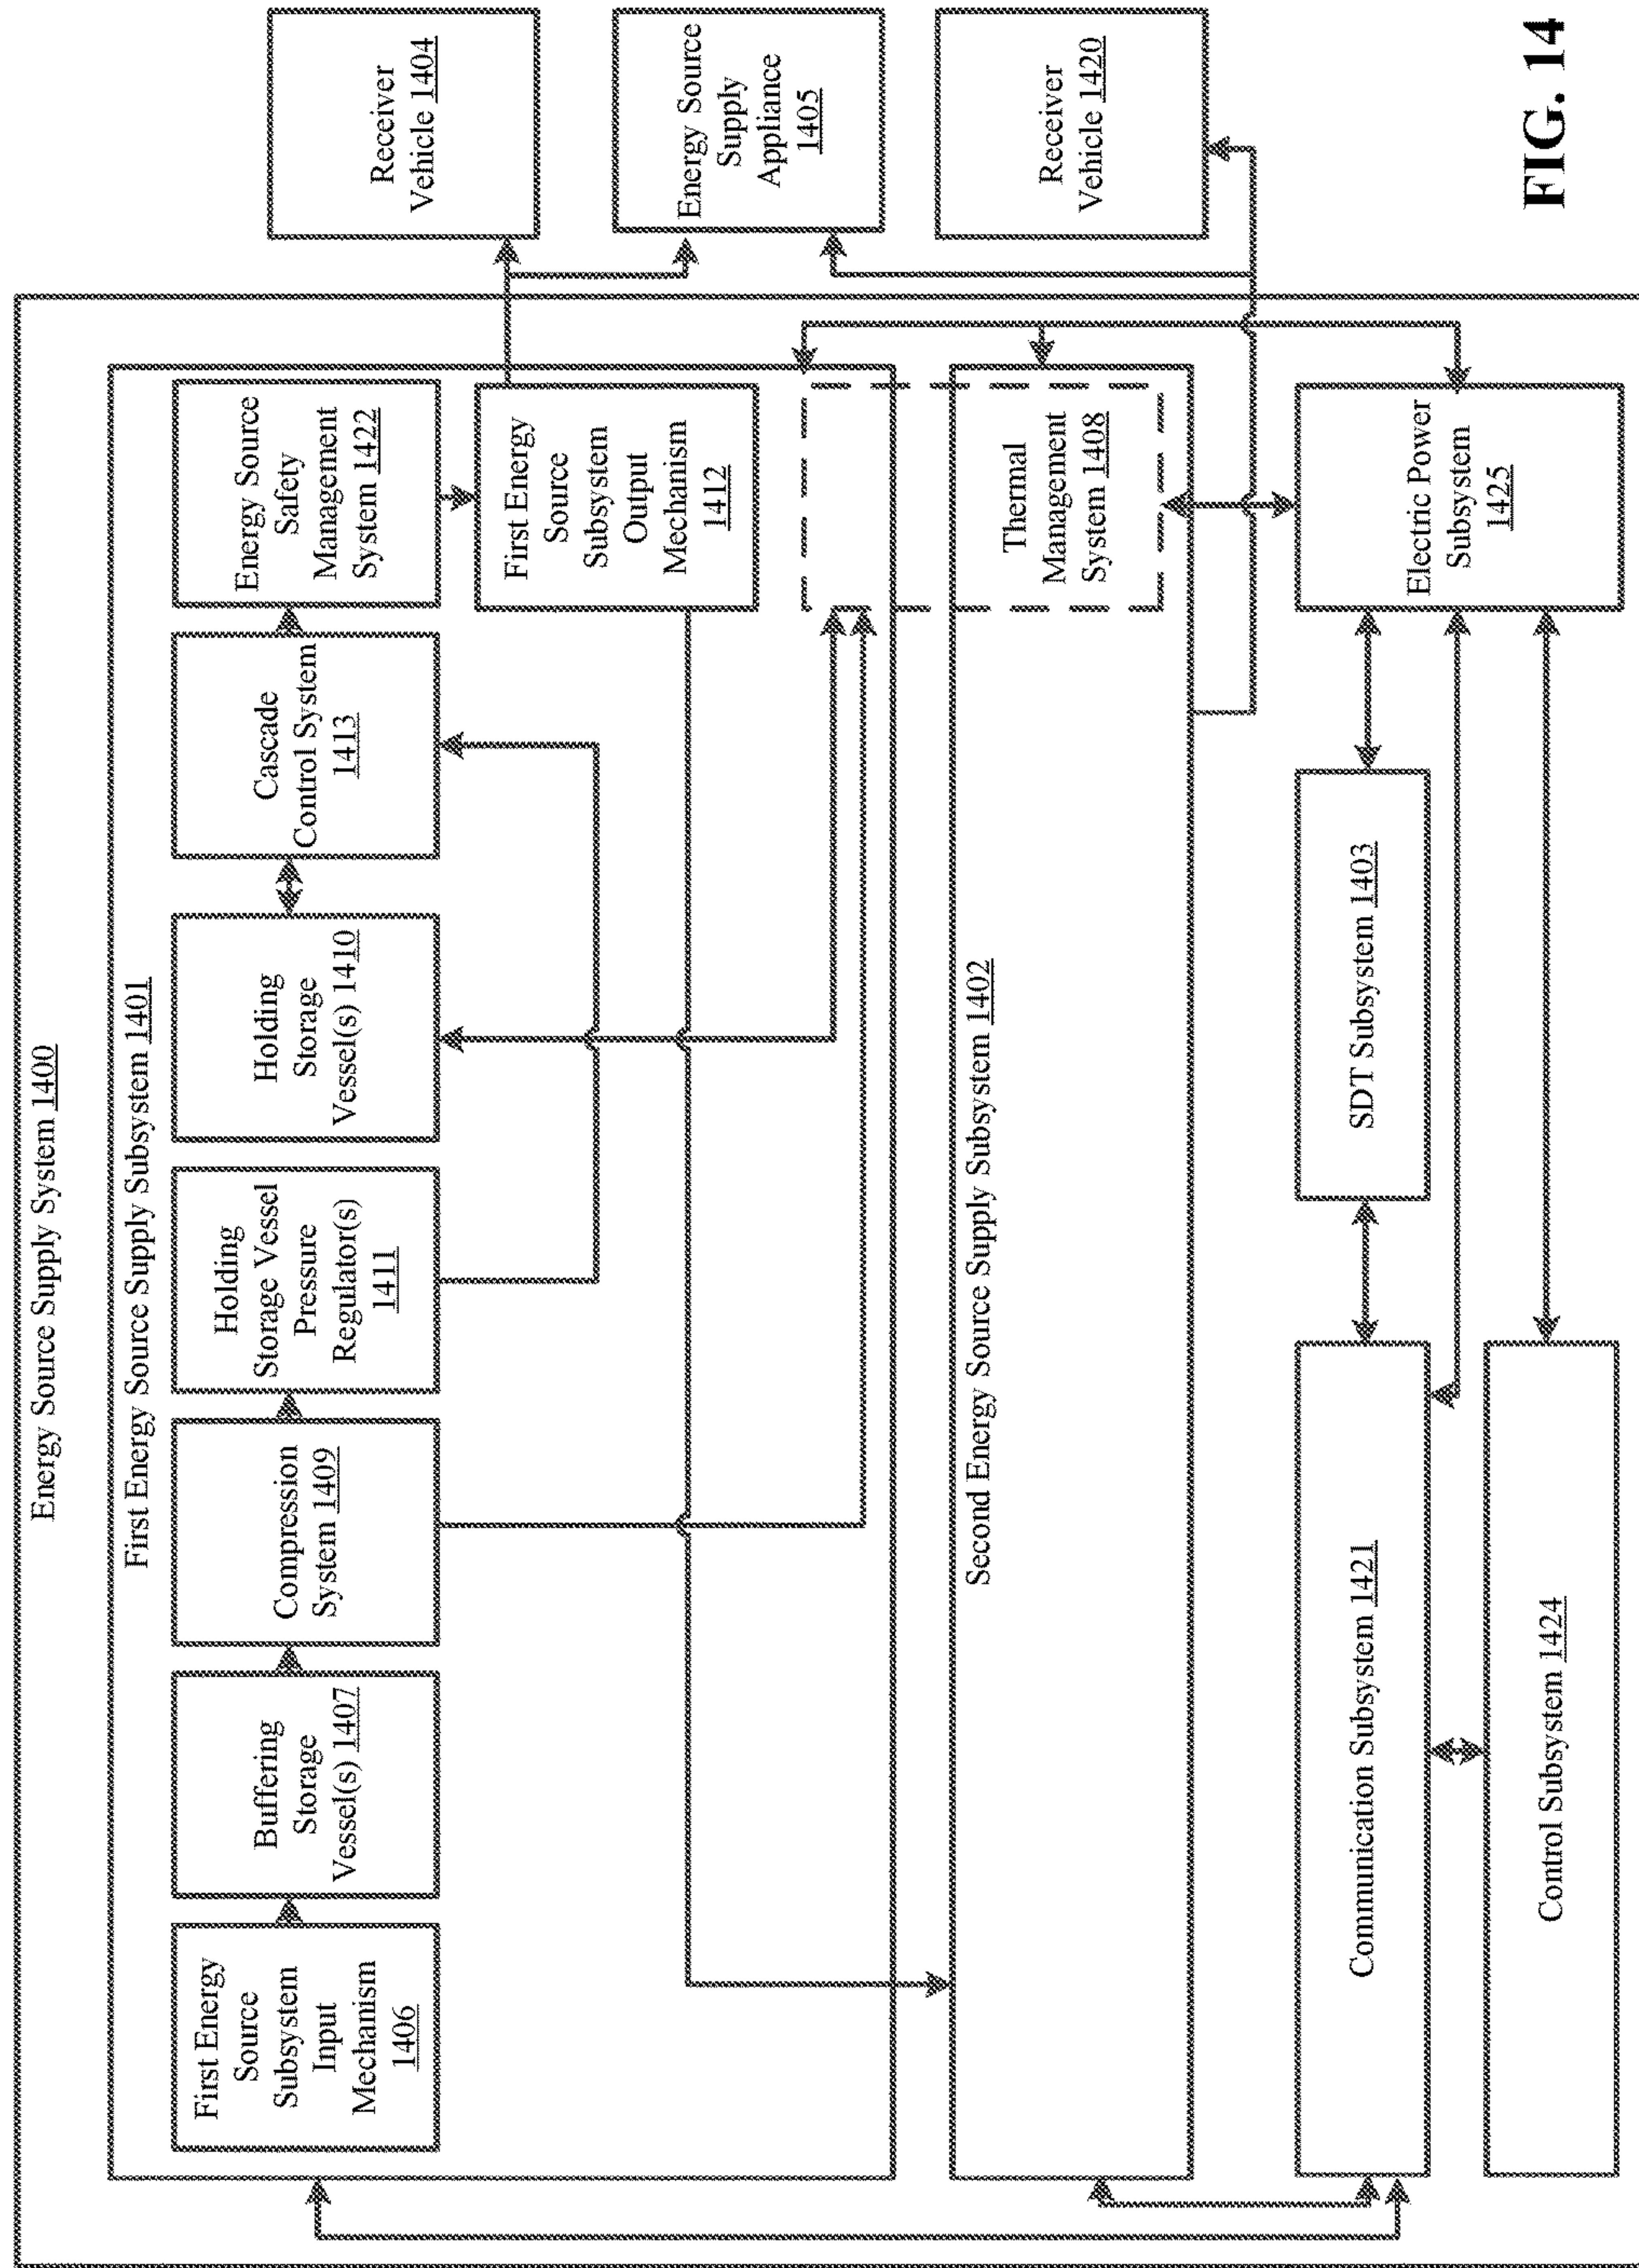 Energy Source Supply System 1400
First Energy Source Supply Subsystem 1401
First Energy
Source
Subsystem
Input
Mechanism
1406
Buffering
Storage
Vessel(s) 1407
Compression
System 1409
Holding
Storage Vessel
Pressure
Regulator(s)
1411
Holding
Storage
Vessel(s) 1410
Cascade
Control System
1413
Energy Source
Safety
Management
System 1422
First Energy
Source
Subsystem
Output
Mechanism
1412
Receiver
Vehicle 1404
Energy Source
Supply
Appliance
1405
Receiver
Vehicle 1420
Second Energy Source Supply Subsystem 1402
Thermal
Management
System 1408
Communication Subsystem 1421
SDT Subsystem 1403
Electric Power
Subsystem
1425
Control Subsystem 1424
FIG. 14